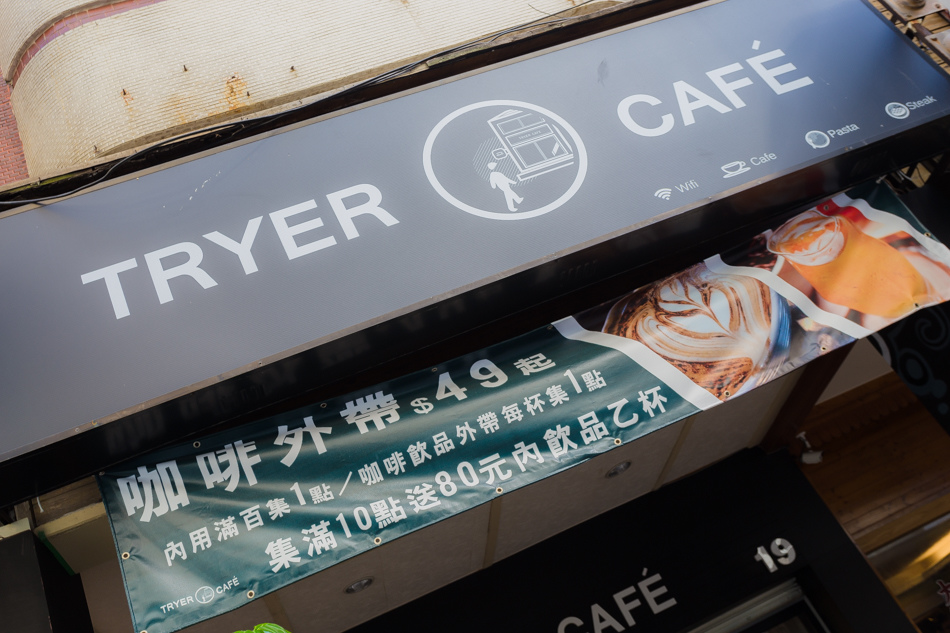 TRYER CAFÉ
Wifi Cafe Pasta Steak
咖啡外帶$49起
內用滿百集1點／咖啡飲品外帶每杯集1點
集滿10點送80元內飲品乙杯
TRYER CAFÉ
CAFÉ
19